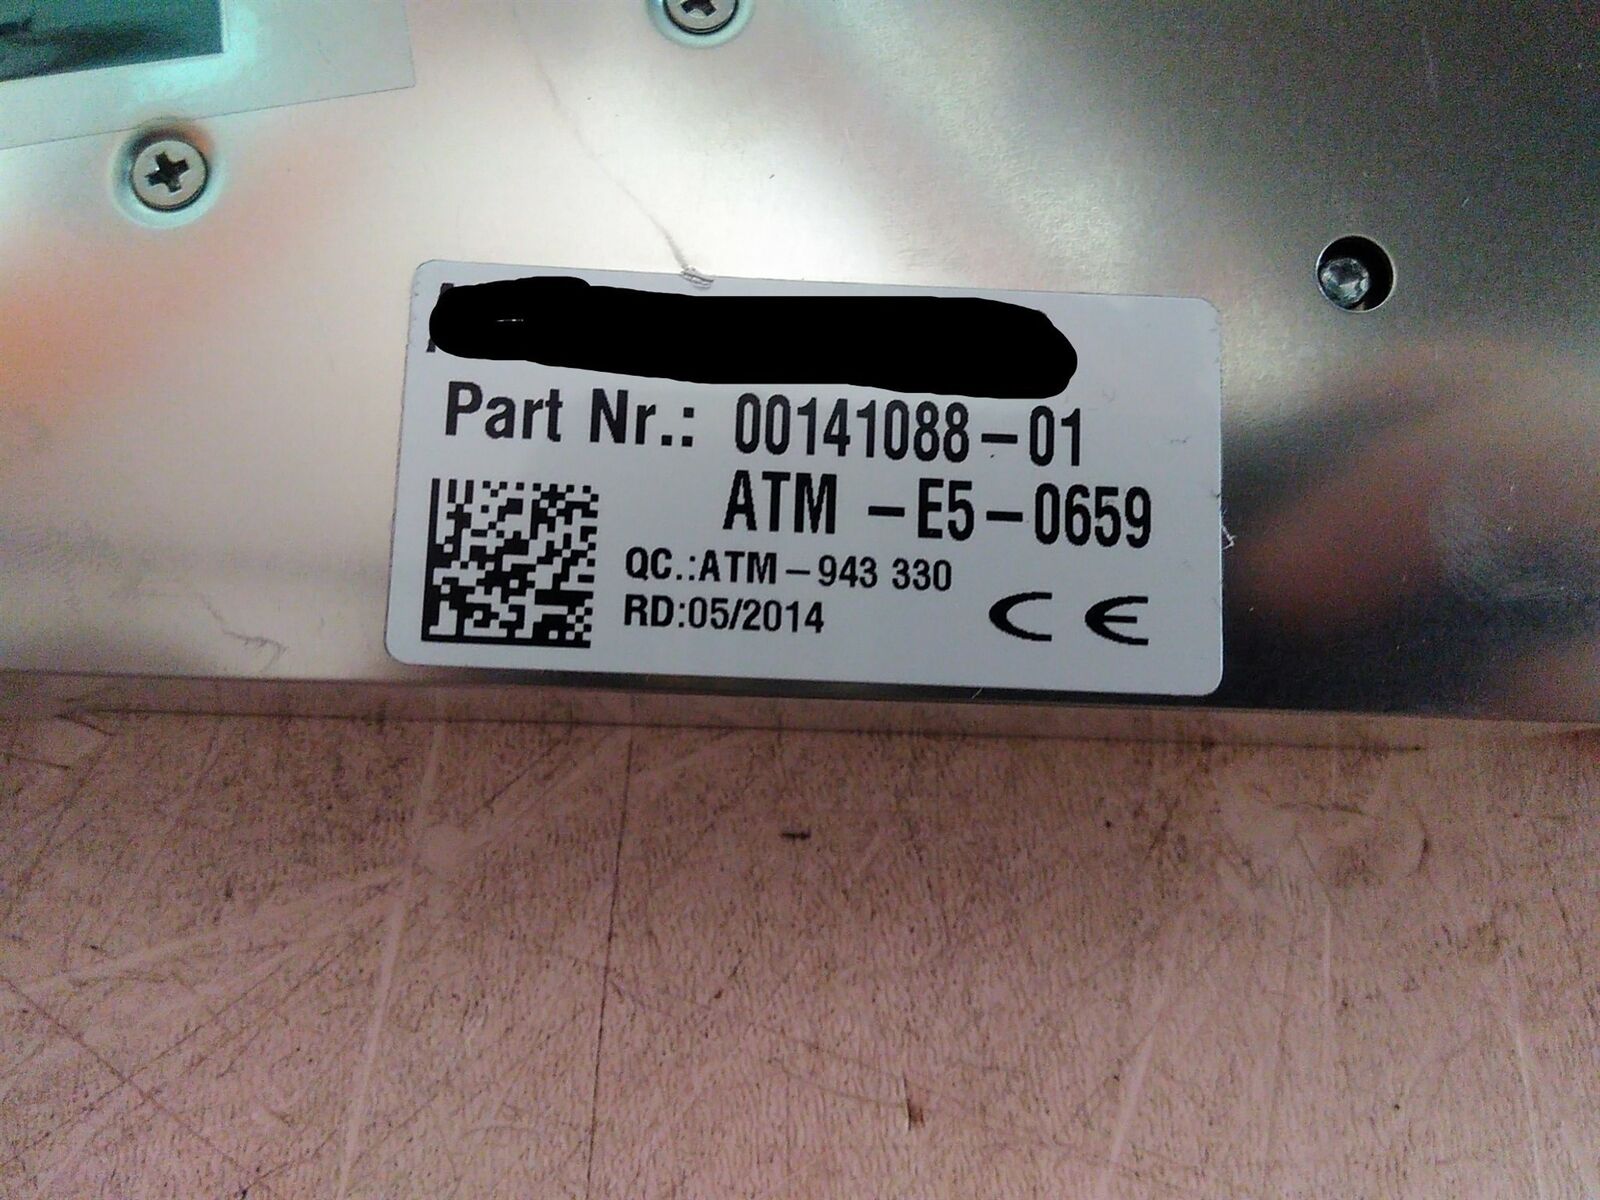 Part Nr.: 00141088-01
ATM -E5-0659
QC.:ATM-943 330
RD:05/2014
CE